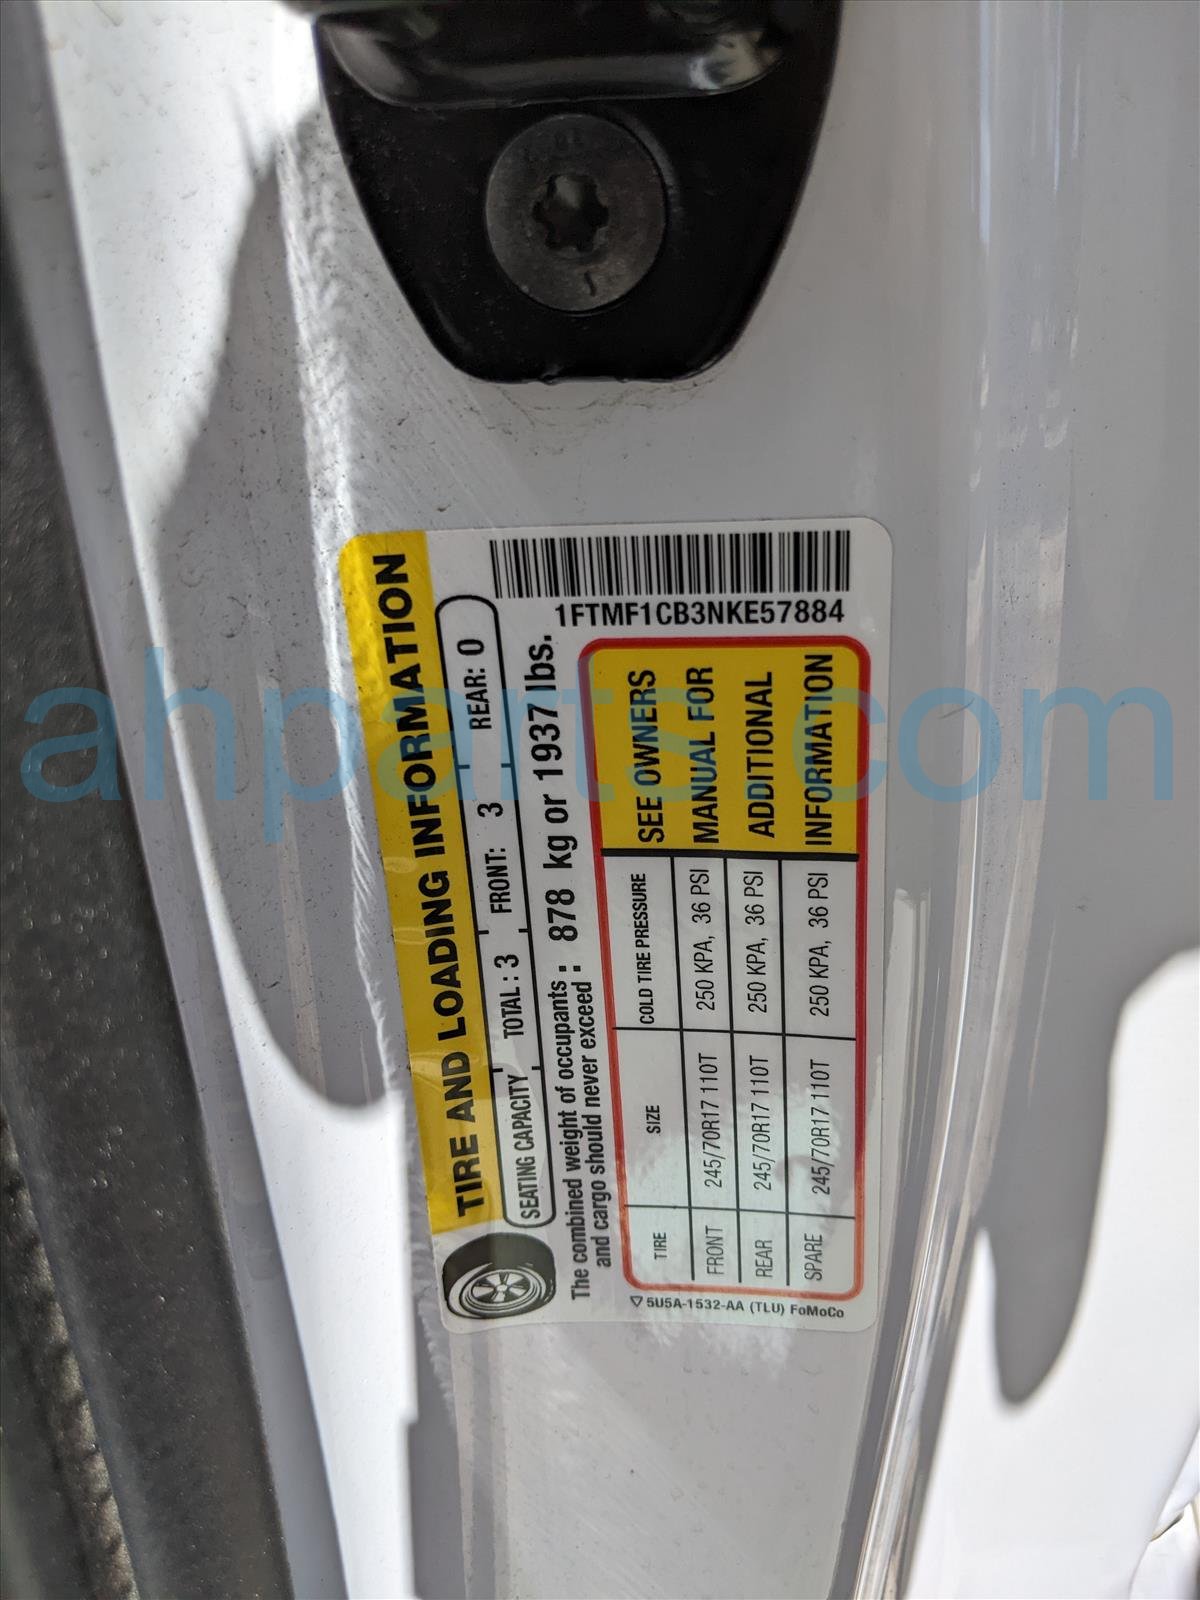 TIRE AND LOADING INFORMATION
SEATING CAPACITY TOTAL: 3 FRONT: 3 REAR: 0
The combined weight of occupants and cargo should never exceed: 878 kg or 1937 lbs.
1FTMF1CB3NKE57884
TIRE SIZE COLD TIRE PRESSURE
FRONT 245/70R17 110T 250 KPA, 36 PSI
REAR 245/70R17 110T 250 KPA, 36 PSI
SPARE 245/70R17 110T 250 KPA, 36 PSI
SEE OWNERS
MANUAL FOR
ADDITIONAL
INFORMATION
5U5A-1532-AA (TLU) FoMoCo
ahparts.com